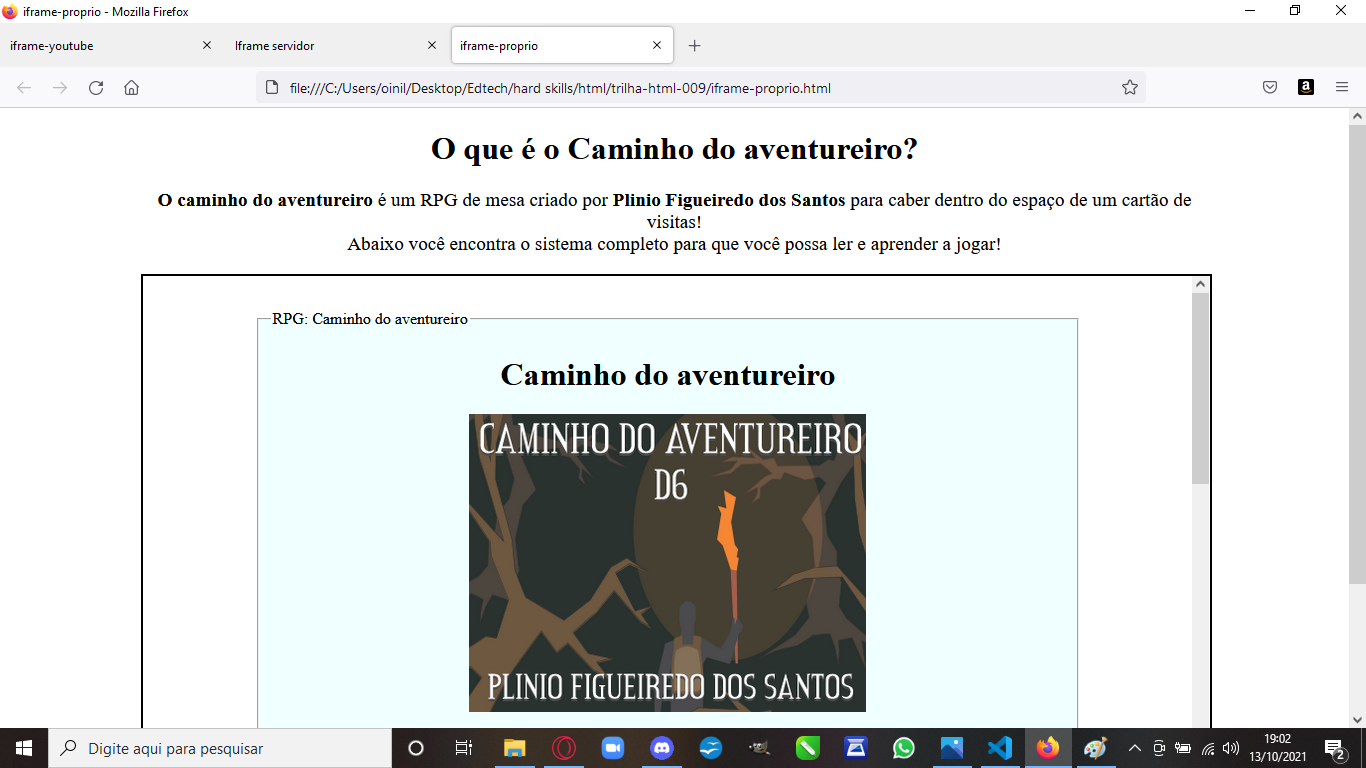 iframe-proprio - Mozilla Firefox
iframe-youtube
Iframe servidor
iframe-proprio
file:///C:/Users/oinil/Desktop/Edtech/hard skills/html/trilha-html-009/iframe-proprio.html
O que é o Caminho do aventureiro?
O caminho do aventureiro é um RPG de mesa criado por Plinio Figueiredo dos Santos para caber dentro do espaço de um cartão de
visitas!
Abaixo você encontra o sistema completo para que você possa ler e aprender a jogar!
RPG: Caminho do aventureiro
Caminho do aventureiro
CAMINHO DO AVENTUREIRO
D6
PLINIO FIGUEIREDO DOS SANTOS
Digite aqui para pesquisar
19:02
13/10/2021
2